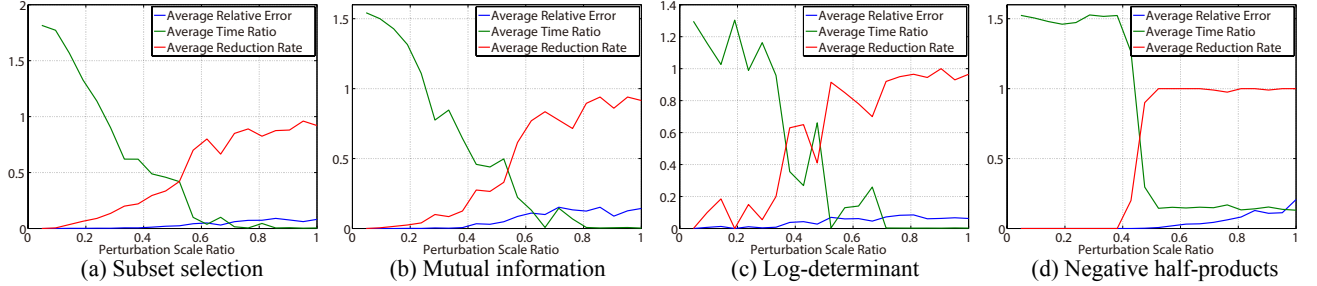 2
1.5
1
0.5
0
0
0.2
0.4
0.6
0.8
1
Average Relative Error
Average Time Ratio
Average Reduction Rate
Perturbation Scale Ratio
(a) Subset selection
1.5
1
0.5
0
0.2
0.4
0.6
0.8
1
Average Relative Error
Average Time Ratio
Average Reduction Rate
Perturbation Scale Ratio
(b) Mutual information
1.4
1.2
1
0.8
0.6
0.4
0.2
0
0
0.2
0.4
0.6
0.8
1
Average Relative Error
Average Time Ratio
Average Reduction Rate
Perturbation Scale Ratio
(c) Log-determinant
1.5
1
0.5
0
0
0.2
0.4
0.6
0.8
1
Average Relative Error
Average Time Ratio
Average Reduction Rate
Perturbation Scale Ratio
(d) Negative half-products